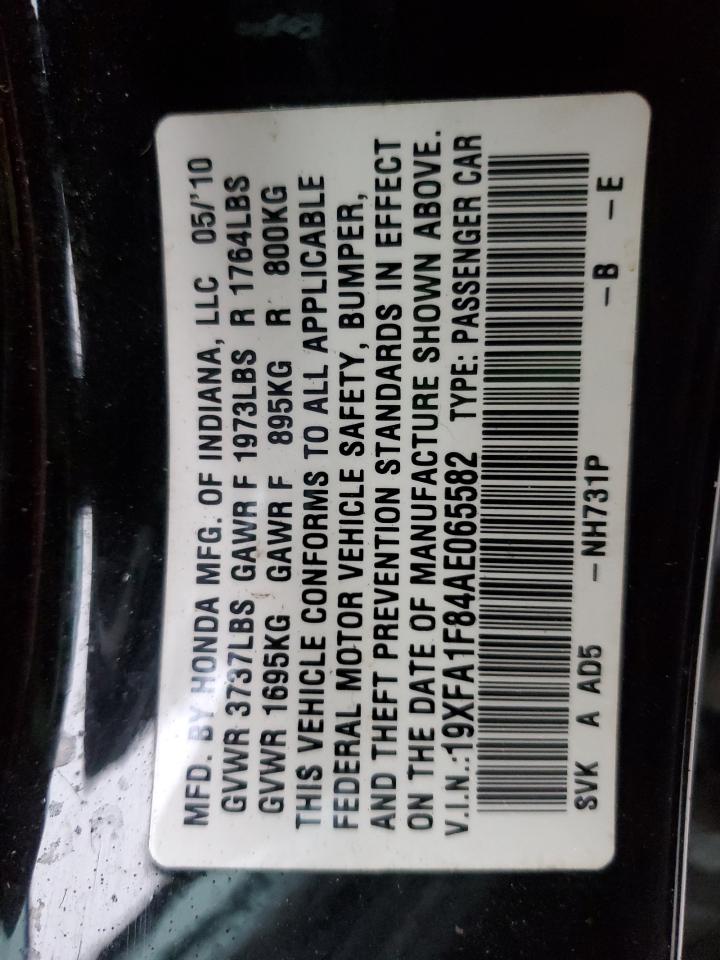 MFD. BY HONDA MFG. OF INDIANA, LLC 05/'10
GVWR 3737LBS GAWR F 1973LBS R 1764LBS
GVWR 1695KG GAWR F 895KG R 800KG
THIS VEHICLE CONFORMS TO ALL APPLICABLE
FEDERAL MOTOR VEHICLE SAFETY, BUMPER,
AND THEFT PREVENTION STANDARDS IN EFFECT
ON THE DATE OF MANUFACTURE SHOWN ABOVE.
V.I.N.:19XFA1F84AE065582 TYPE: PASSENGER CAR
SVK A AD5 –NH731P –B –E